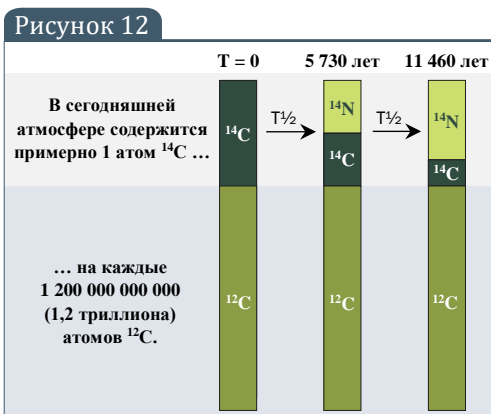 Рисунок 12
T = 0 5 730 лет 11 460 лет
В сегодняшней
атмосфере содержится
примерно 1 атом ¹⁴C …
¹⁴C T½ ¹⁴N T½ ¹⁴N
¹⁴C ¹⁴C
… на каждые
1 200 000 000 000
(1,2 триллиона)
атомов ¹²C.
¹²C ¹²C ¹²C